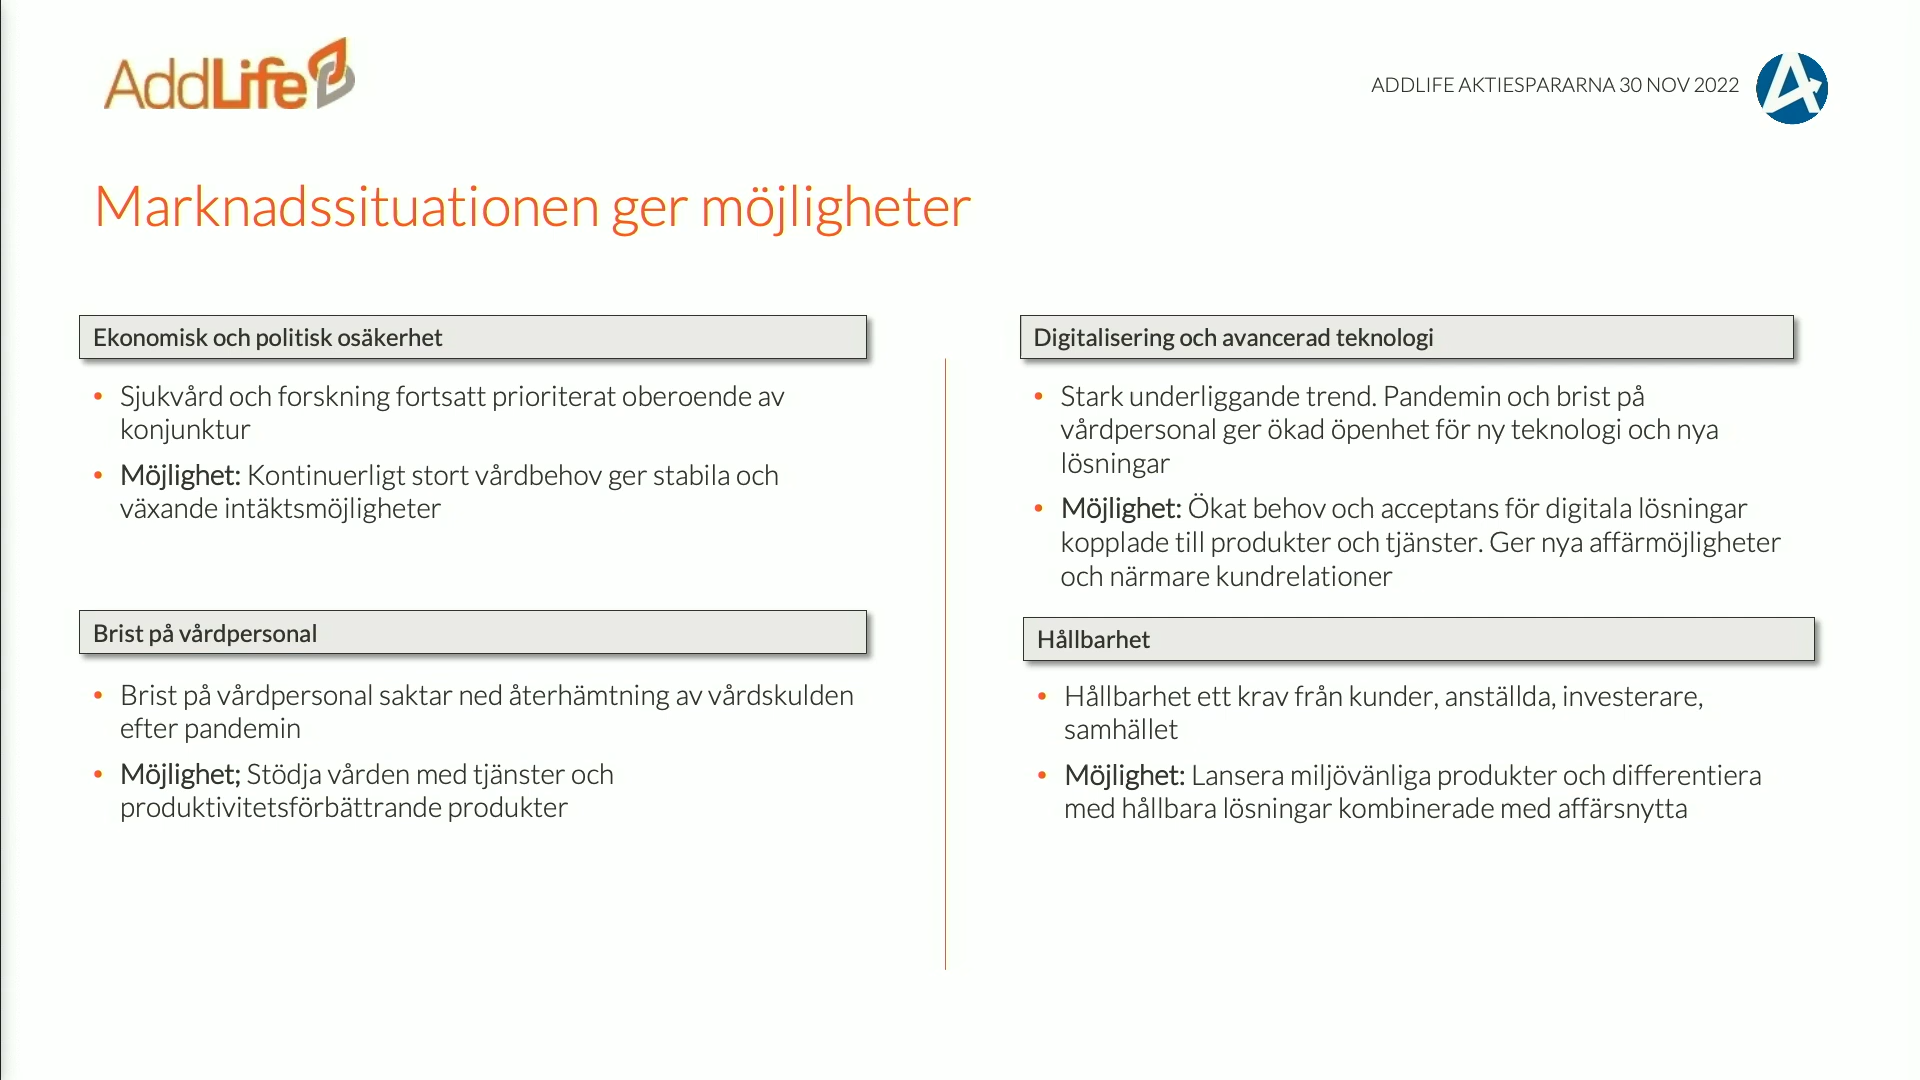 AddLife
ADDLIFE AKTIESPARARNA 30 NOV 2022
Marknadssituationen ger möjligheter
Ekonomisk och politisk osäkerhet
• Sjukvård och forskning fortsatt prioriterat oberoende av
konjunktur
• Möjlighet: Kontinuerligt stort vårdbehov ger stabila och
växande intäktsmöjligheter
Brist på vårdpersonal
• Brist på vårdpersonal saktar ned återhämtning av vårdskulden
efter pandemin
• Möjlighet; Stödja vården med tjänster och
produktivitetsförbättrande produkter
Digitalisering och avancerad teknologi
• Stark underliggande trend. Pandemin och brist på
vårdpersonal ger ökad öpenhet för ny teknologi och nya
lösningar
• Möjlighet: Ökat behov och acceptans för digitala lösningar
kopplade till produkter och tjänster. Ger nya affärmöjligheter
och närmare kundrelationer
Hållbarhet
• Hållbarhet ett krav från kunder, anställda, investerare,
samhället
• Möjlighet: Lansera miljövänliga produkter och differentiera
med hållbara lösningar kombinerade med affärsnytta